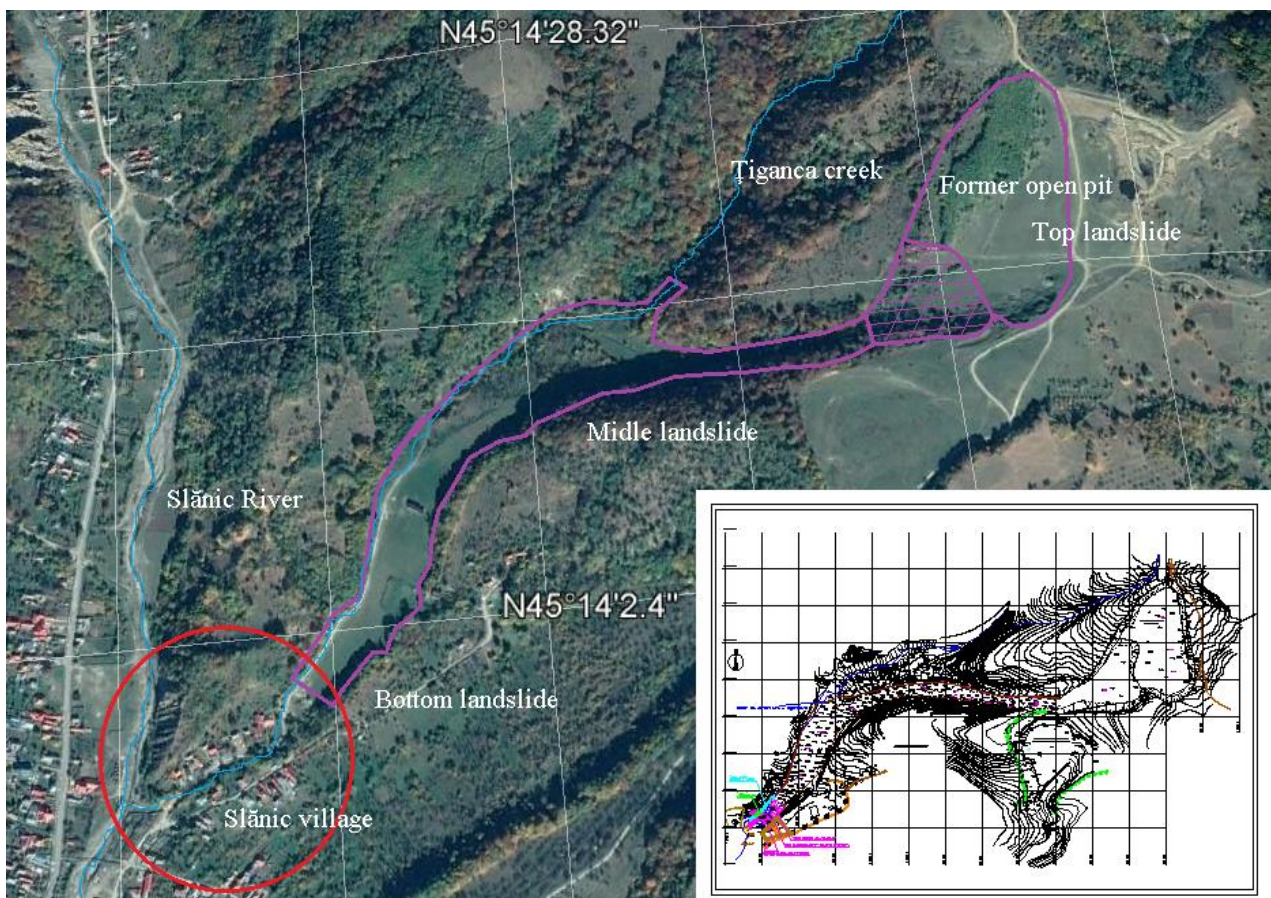 N45°14'28.32"
Ţiganca creek
Former open pit
Top landslide
Midle landslide
Slănic River
N45°14'2.4"
Bottom landslide
Slănic village